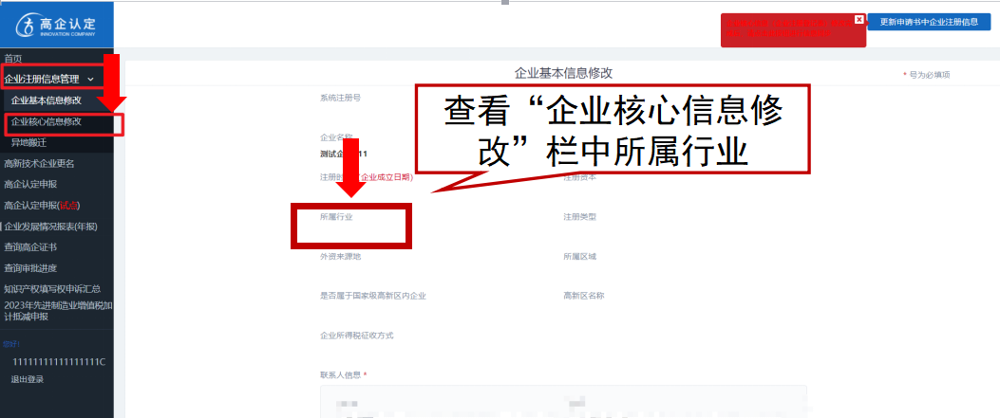 高企认定
INNOVATION COMPANY
更新申请书中企业注册信息
首页
企业注册信息管理
企业基本信息修改
企业核心信息修改
异地搬迁
高新技术企业更名
高企认定申报
高企认定申报(试点)
企业发展情况报表(年报)
查询高企证书
查询审批进度
知识产权填写权申诉汇总
2023年先进制造业增值税加
计抵减申报
您好!
11111111111111111C
退出登录
企业基本信息修改
* 号为必填项
系统注册号
企业名称
测试企 11
注册时 (企业成立日期)
注册资本
查看“企业核心信息修
改”栏中所属行业
所属行业
注册类型
外资来源地
所属区域
是否属于国家级高新区内企业
高新区名称
企业所得税征收方式
联系人信息 *